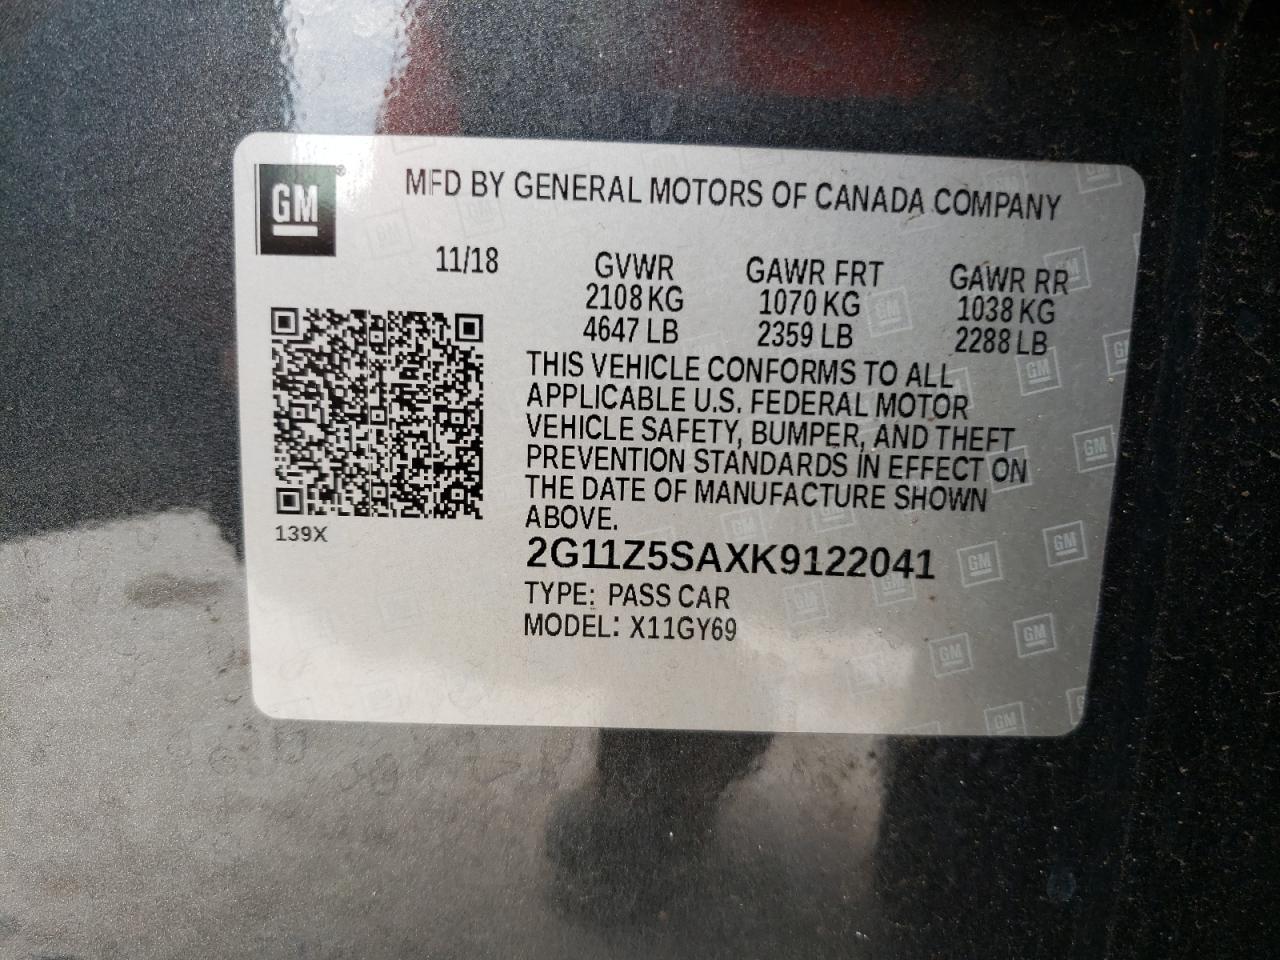 GM
MFD BY GENERAL MOTORS OF CANADA COMPANY
11/18
GVWR GAWR FRT GAWR RR
2108 KG 1070 KG 1038 KG
4647 LB 2359 LB 2288 LB
THIS VEHICLE CONFORMS TO ALL
APPLICABLE U.S. FEDERAL MOTOR
VEHICLE SAFETY, BUMPER, AND THEFT
PREVENTION STANDARDS IN EFFECT ON
THE DATE OF MANUFACTURE SHOWN
ABOVE.
139X
2G11Z5SAXK9122041
TYPE: PASS CAR
MODEL: X11GY69